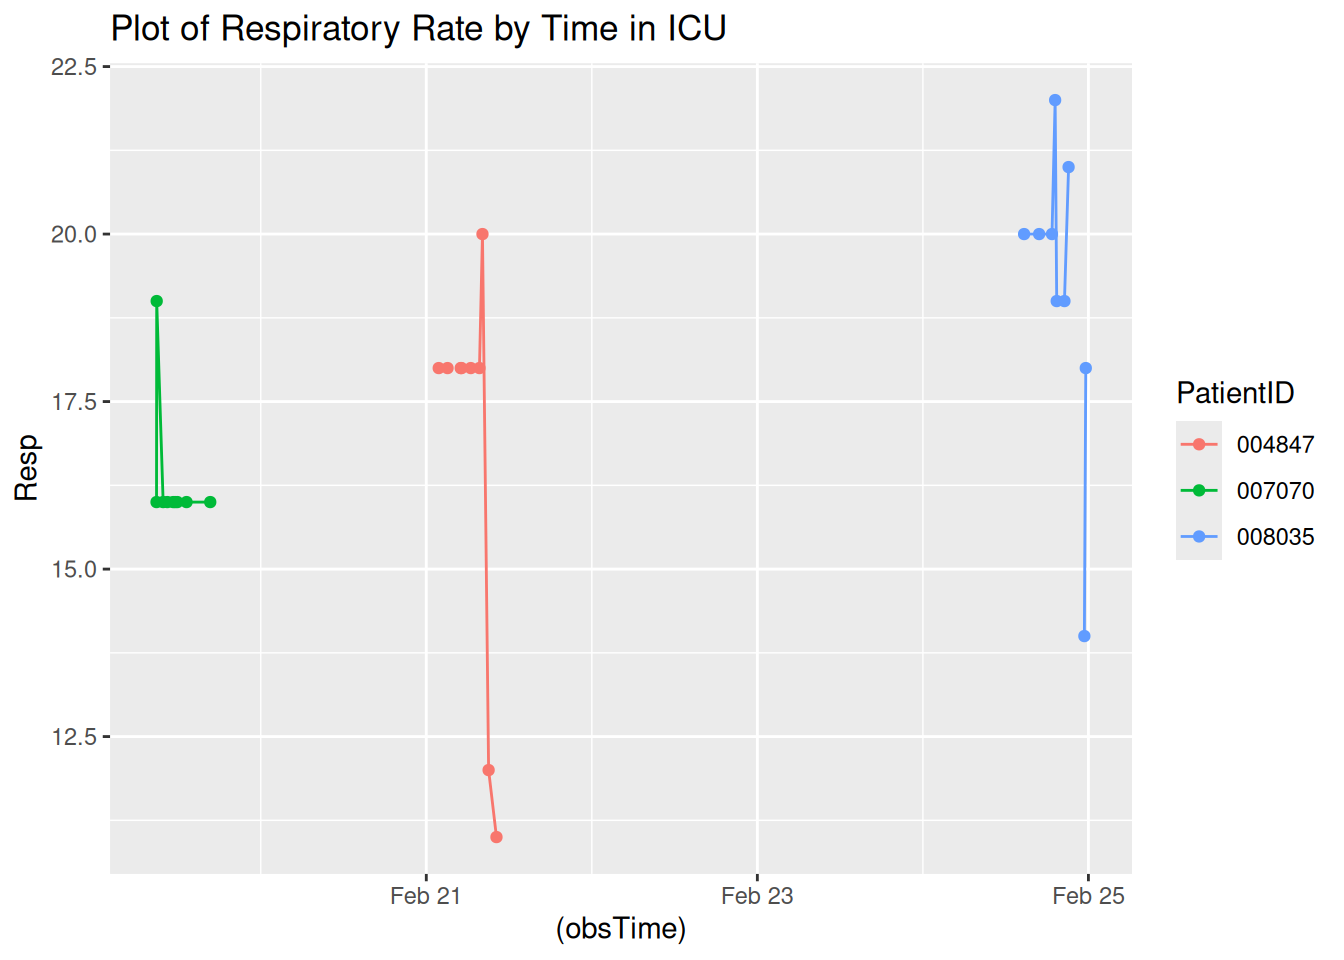 Plot of Respiratory Rate by Time in ICU
22.5
20.0
17.5
15.0
12.5
Resp
Feb 21 Feb 23 Feb 25
(obsTime)
PatientID
004847
007070
008035